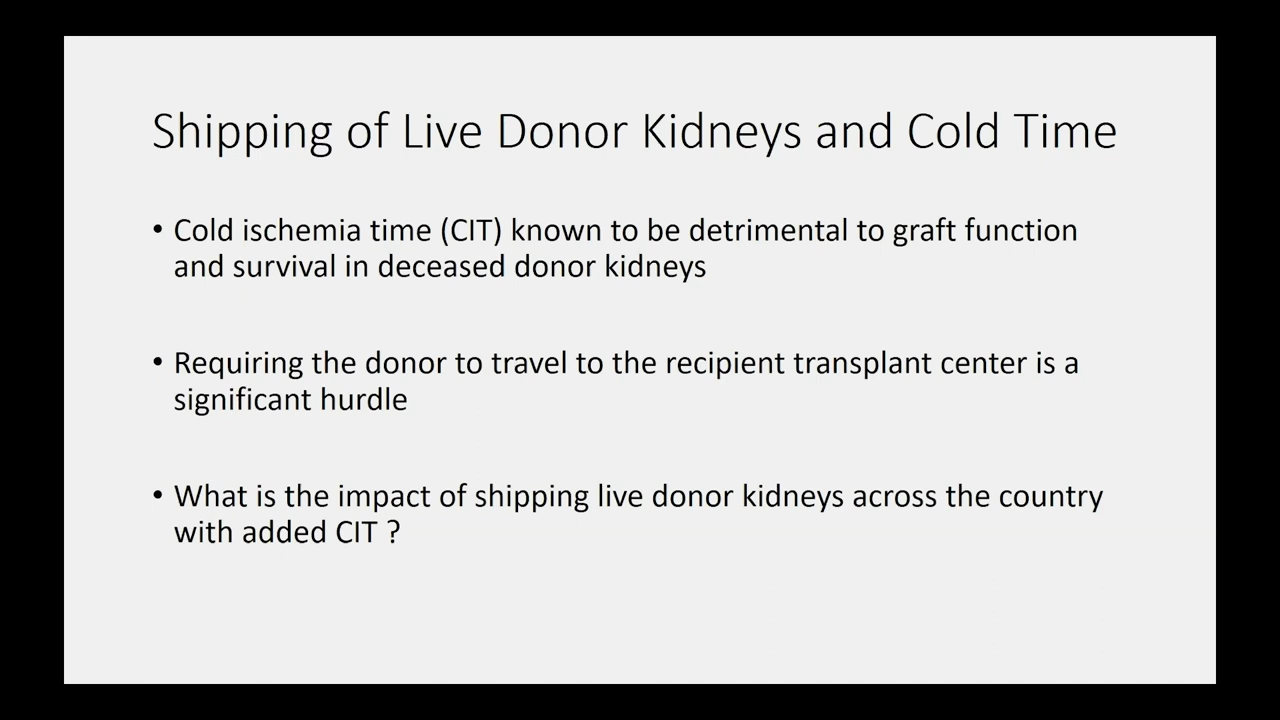 Shipping of Live Donor Kidneys and Cold Time
• Cold ischemia time (CIT) known to be detrimental to graft function
and survival in deceased donor kidneys
• Requiring the donor to travel to the recipient transplant center is a
significant hurdle
• What is the impact of shipping live donor kidneys across the country
with added CIT ?